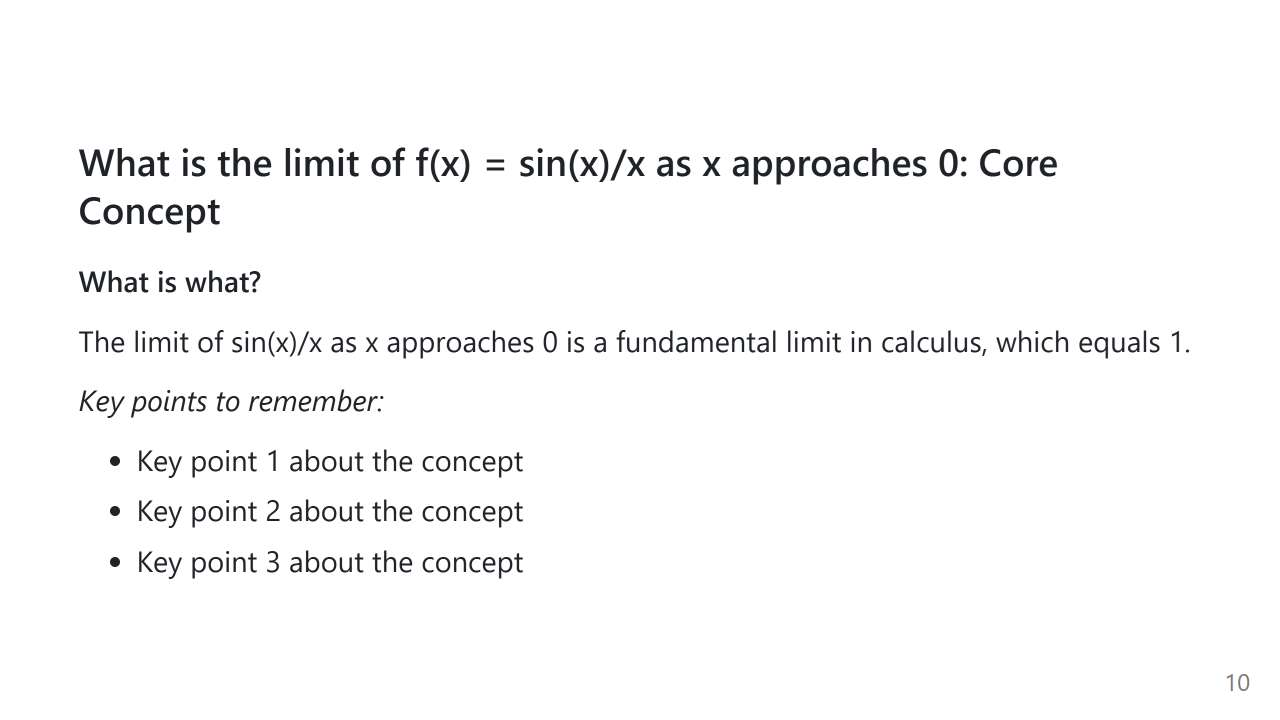 What is the limit of f(x) = sin(x)/x as x approaches 0: Core
Concept
What is what?
The limit of sin(x)/x as x approaches 0 is a fundamental limit in calculus, which equals 1.
Key points to remember:
• Key point 1 about the concept
• Key point 2 about the concept
• Key point 3 about the concept
10